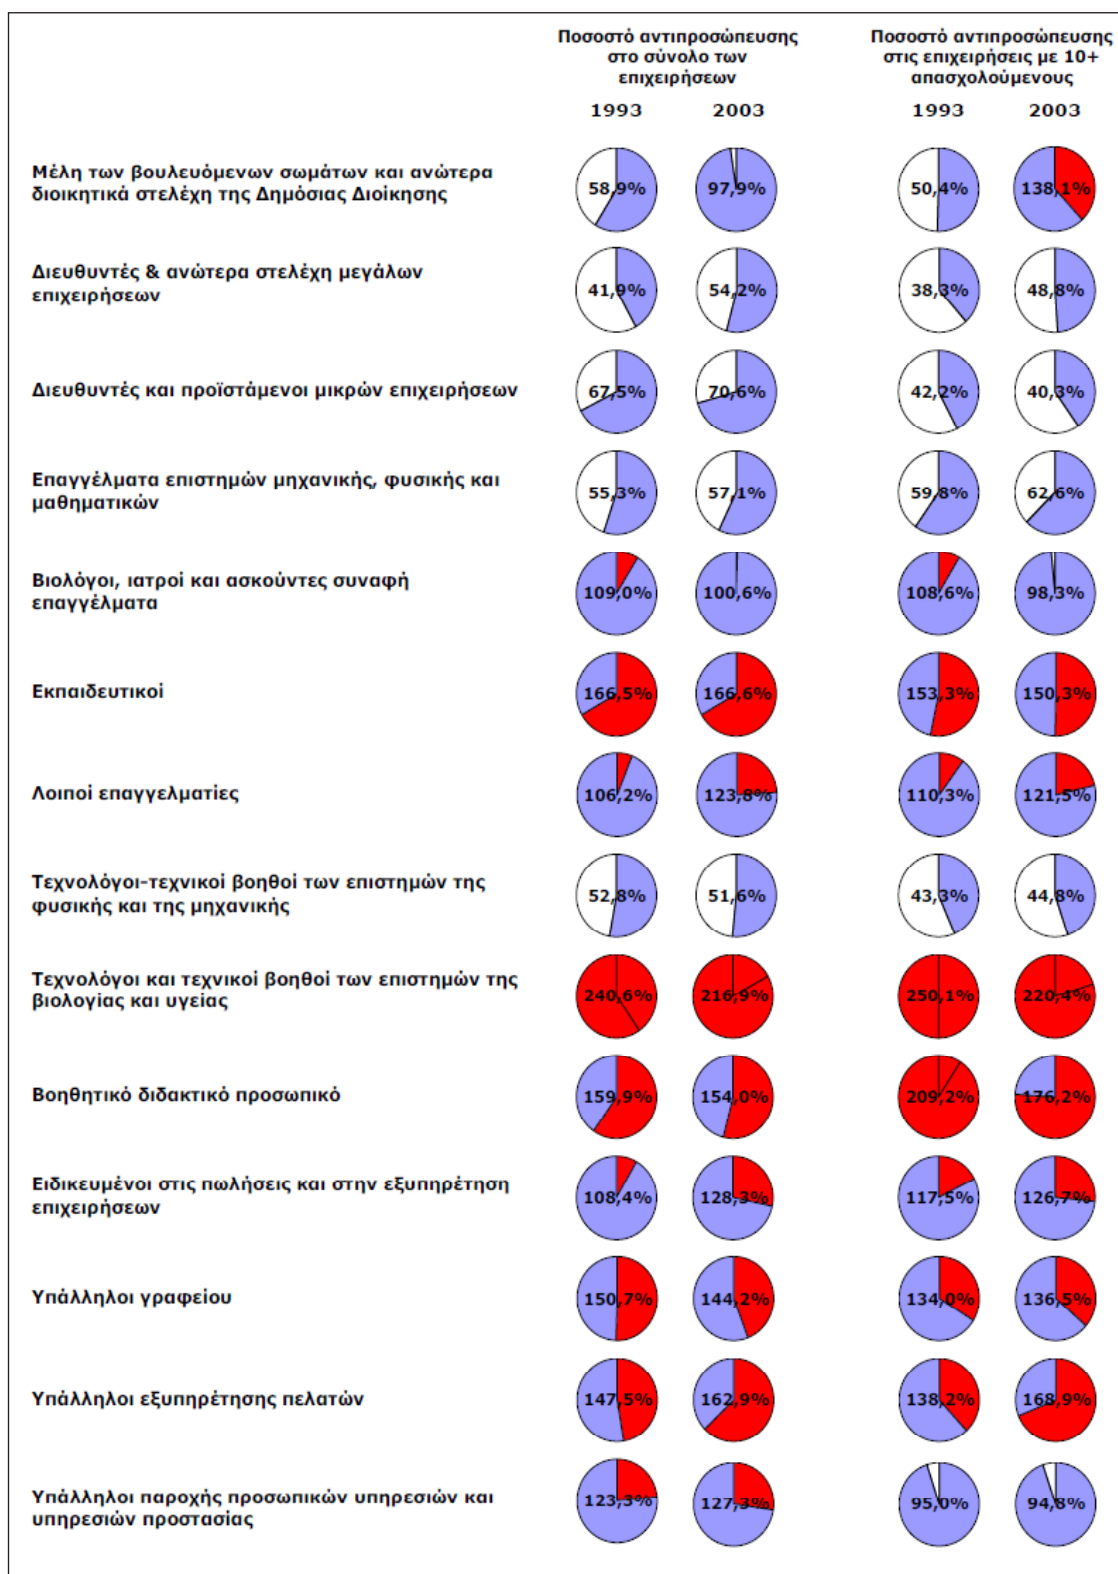 Ποσοστό αντιπροσώπευσης
στο σύνολο των
επιχειρήσεων
Ποσοστό αντιπροσώπευσης
στις επιχειρήσεις με 10+
απασχολούμενους
1993 2003 1993 2003
Μέλη των βουλευόμενων σωμάτων και ανώτερα
διοικητικά στελέχη της Δημόσιας Διοίκησης
58,9% 97,9% 50,4% 138,1%
Διευθυντές & ανώτερα στελέχη μεγάλων
επιχειρήσεων
41,9% 54,2% 38,3% 48,8%
Διευθυντές και προϊστάμενοι μικρών επιχειρήσεων
67,5% 70,6% 42,2% 40,3%
Επαγγέλματα επιστημών μηχανικής, φυσικής και
μαθηματικών
55,3% 57,1% 59,8% 62,6%
Βιολόγοι, ιατροί και ασκούντες συναφή
επαγγέλματα
109,0% 100,6% 108,6% 98,3%
Εκπαιδευτικοί
166,5% 166,6% 153,3% 150,3%
Λοιποί επαγγελματίες
106,2% 123,8% 110,3% 121,5%
Τεχνολόγοι-τεχνικοί βοηθοί των επιστημών της
φυσικής και της μηχανικής
52,8% 51,6% 43,3% 44,8%
Τεχνολόγοι και τεχνικοί βοηθοί των επιστημών της
βιολογίας και υγείας
240,6% 216,9% 250,1% 220,4%
Βοηθητικό διδακτικό προσωπικό
159,9% 154,0% 209,2% 176,2%
Ειδικευμένοι στις πωλήσεις και στην εξυπηρέτηση
επιχειρήσεων
108,4% 128,3% 117,5% 126,7%
Υπάλληλοι γραφείου
150,7% 144,2% 134,0% 136,5%
Υπάλληλοι εξυπηρέτησης πελατών
147,5% 162,9% 138,2% 168,9%
Υπάλληλοι παροχής προσωπικών υπηρεσιών και
υπηρεσιών προστασίας
123,3% 127,3% 95,0% 94,8%